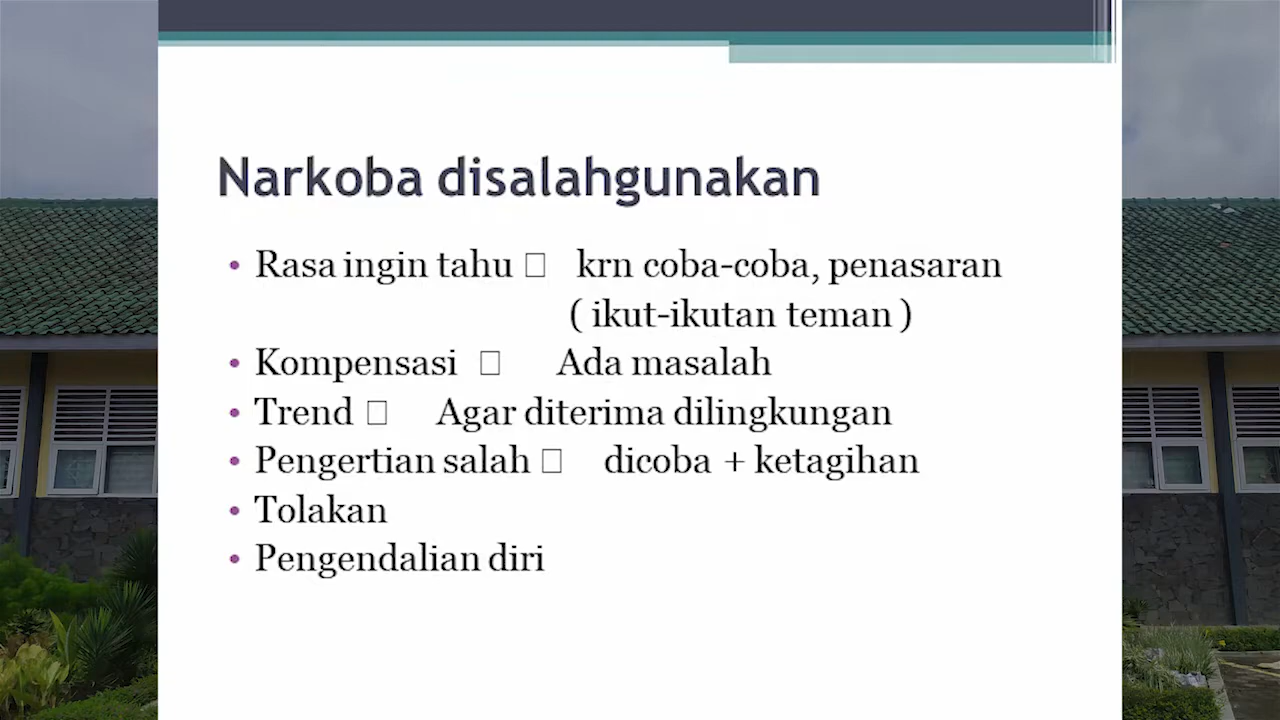 Narkoba disalahgunakan
• Rasa ingin tahu □ krn coba-coba, penasaran
( ikut-ikutan teman )
• Kompensasi □ Ada masalah
• Trend □ Agar diterima dilingkungan
• Pengertian salah □ dicoba + ketagihan
• Tolakan
• Pengendalian diri